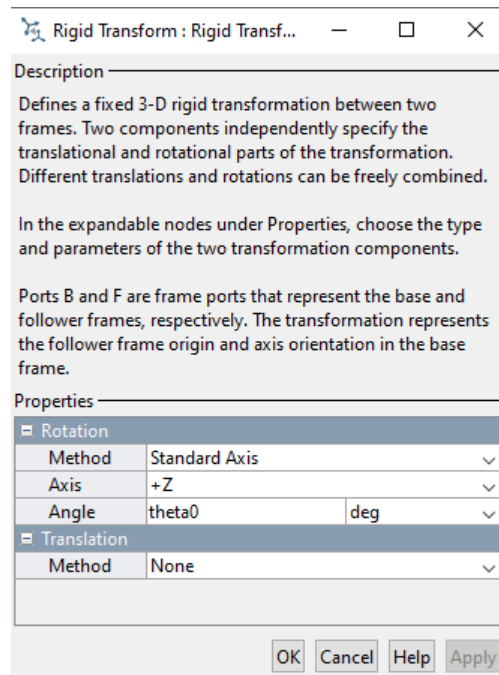 Rigid Transform : Rigid Transf...
Description
Defines a fixed 3-D rigid transformation between two
frames. Two components independently specify the
translational and rotational parts of the transformation.
Different translations and rotations can be freely combined.
In the expandable nodes under Properties, choose the type
and parameters of the two transformation components.
Ports B and F are frame ports that represent the base and
follower frames, respectively. The transformation represents
the follower frame origin and axis orientation in the base
frame.
Properties
Rotation
Method Standard Axis
Axis +Z
Angle theta0 deg
Translation
Method None
OK Cancel Help Apply